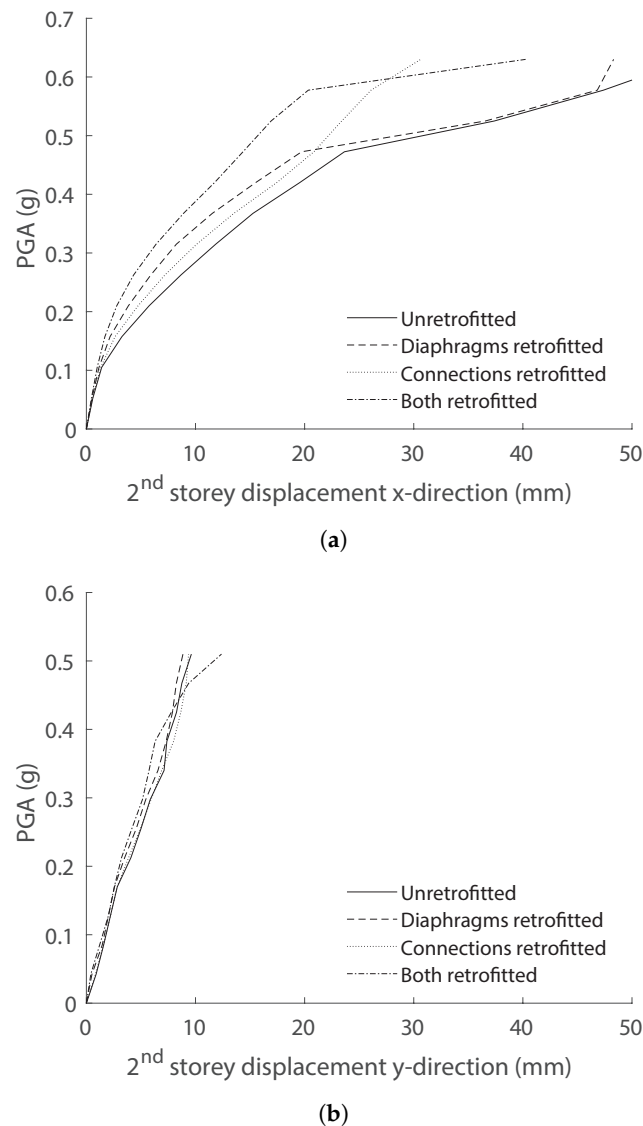 0.7
0.6
0.5
0.4
0.3
0.2
0.1
0
PGA (g)
Unretrofitted
Diaphragms retrofitted
Connections retrofitted
Both retrofitted
0 10 20 30 40 50
2nd storey displacement x-direction (mm)
(a)
0.6
0.5
0.4
0.3
0.2
0.1
0
PGA (g)
Unretrofitted
Diaphragms retrofitted
Connections retrofitted
Both retrofitted
0 10 20 30 40 50
2nd storey displacement y-direction (mm)
(b)